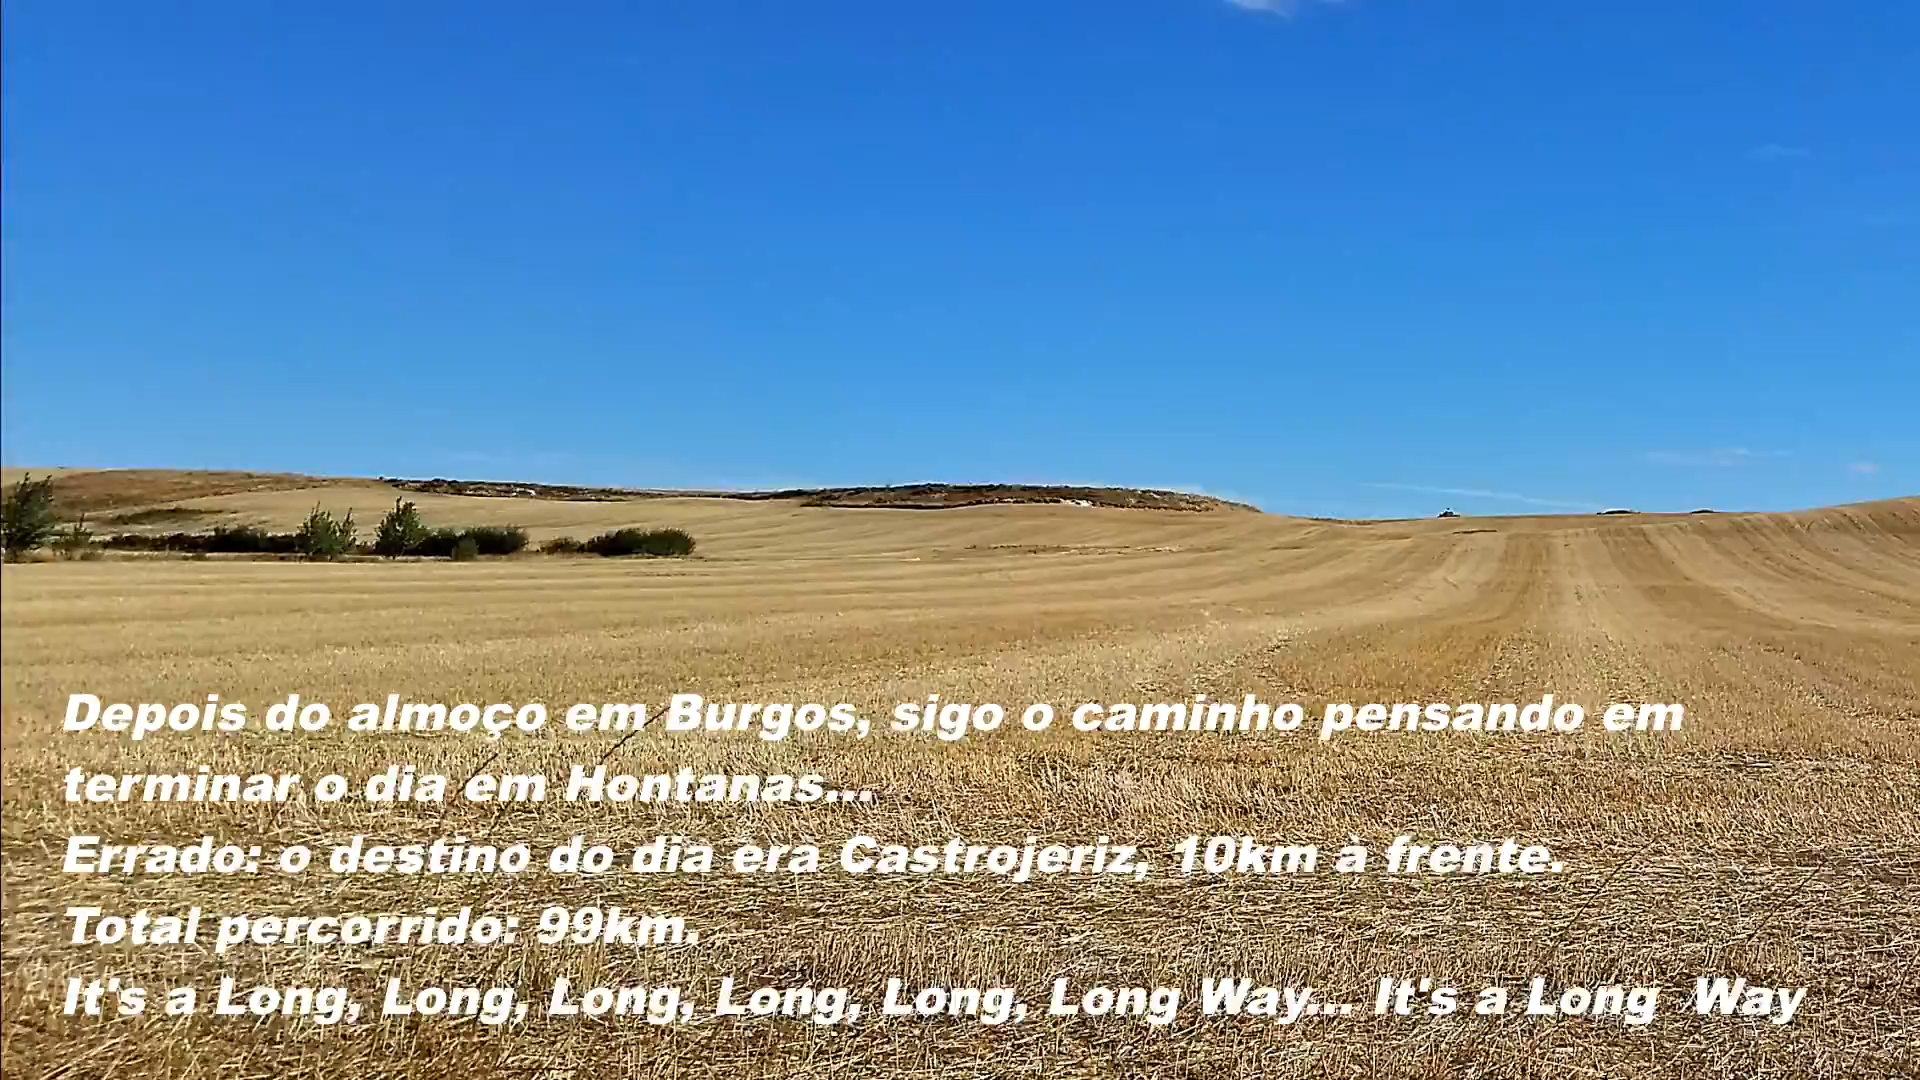 Depois do almoço em Burgos, sigo o caminho pensando em
terminar o dia em Hontanas...
Errado: o destino do dia era Castrojeriz, 10km à frente.
Total percorrido: 99km.
It's a Long, Long, Long, Long, Long, Long Way... It's a Long  Way